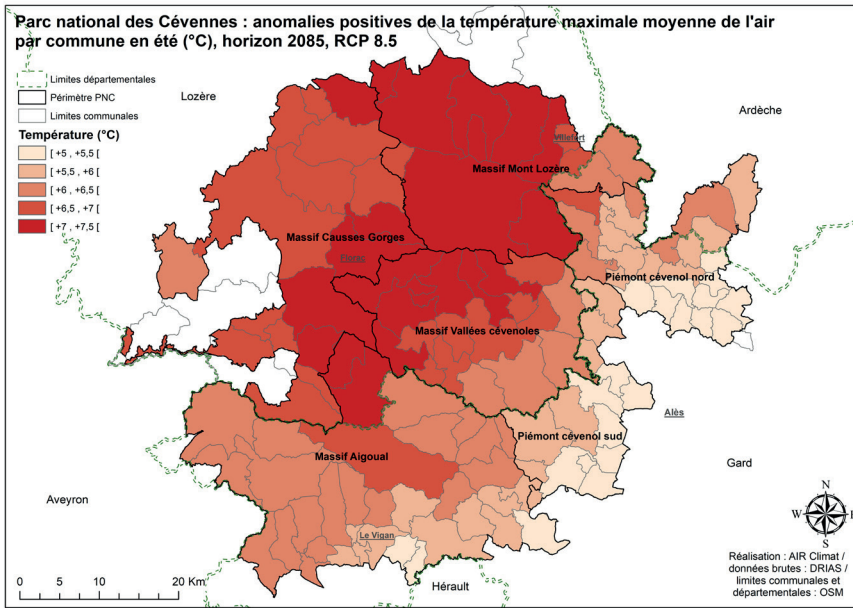 Parc national des Cévennes : anomalies positives de la température maximale moyenne de l'air
par commune en été (°C), horizon 2085, RCP 8.5
Limites départementales
Périmètre PNC
Limites communales
Température (°C)
[ +5 , +5,5 [
[ +5,5 , +6 [
[ +6 , +6,5 [
[ +6,5 , +7 [
[ +7 , +7,5 [
Lozère
Ardèche
Villefort
Massif Mont Lozère
Massif Causses Gorges
Florac
Piémont cévenol nord
Massif Vallées cévenoles
Alès
Piémont cévenol sud
Massif Aigoual
Gard
Aveyron
Le Vigan
Hérault
N
W
E
S
0 5 10 20 Km
Réalisation : AIR Climat /
données brutes : DRIAS /
limites communales et
départementales : OSM